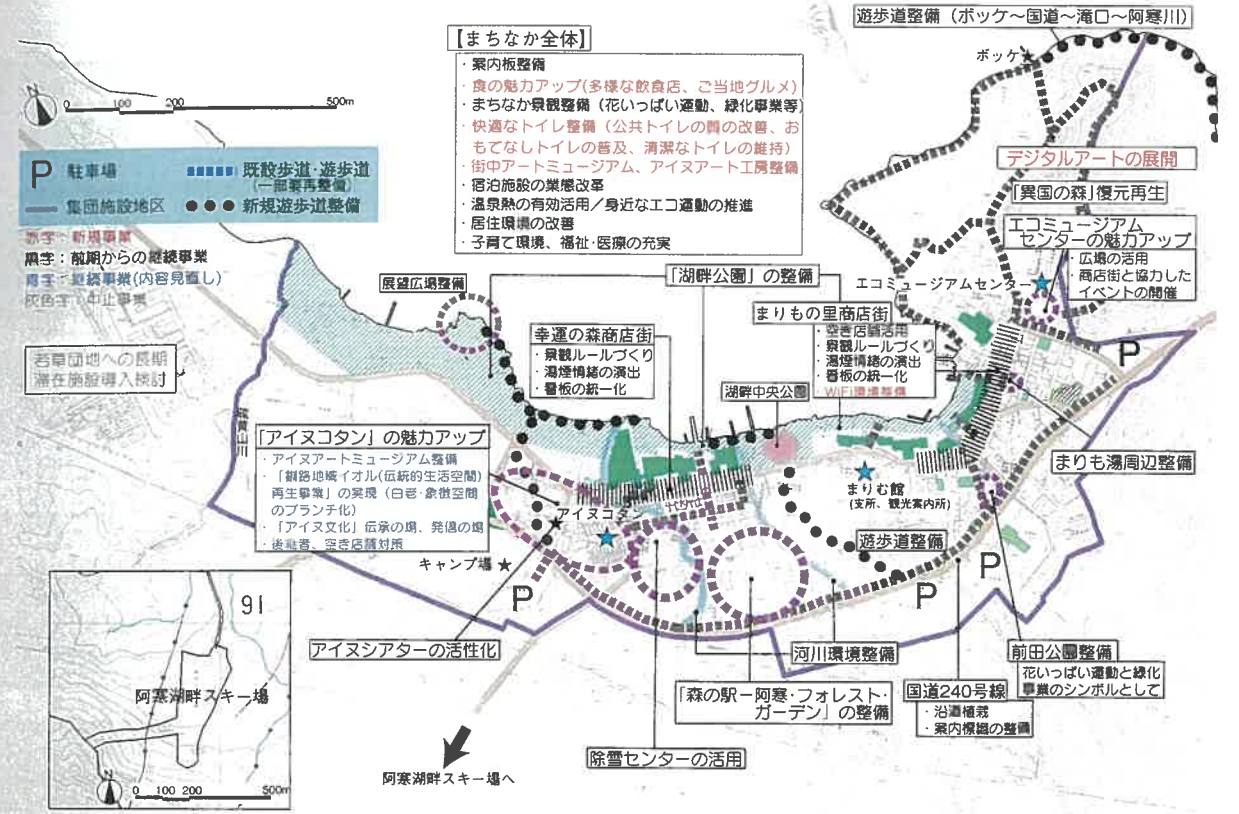 遊歩道整備（ボッケ～国道～滝口～阿寒川）
ボッケ
【まちなか全体】
・案内板整備
・食の魅力アップ(多様な飲食店、ご当地グルメ)
・まちなか景観整備（花いっぱい運動、緑化事業等）
・快適なトイレ整備（公共トイレの質の改善、お
もてなしトイレの普及、清潔なトイレの維持）
・街中アートミュージアム、アイヌアート工房整備
・宿泊施設の業態改革
・温泉熱の有効活用／身近なエコ運動の推進
・居住環境の改善
・子育て環境、福祉・医療の充実
0 100 200 500m
P 駐車場
既散歩道・遊歩道
(一部要再整備)
集団施設地区
新規遊歩道整備
赤字：新規事業
黒字：前期からの継続事業
青字：継続事業(内容見直し)
灰色字：中止事業
若草団地への長期
滞在施設導入検討
デジタルアートの展開
「異国の森」復元再生
エコミュージアム
センターの魅力アップ
・広場の活用
・商店街と協力した
イベントの開催
エコミュージアムセンター
展望広場整備
「湖畔公園」の整備
幸運の森商店街
・景観ルールづくり
・湯煙情緒の演出
・看板の統一化
まりもの里商店街
・空き店舗活用
・景観ルールづくり
・湯煙情緒の演出
・看板の統一化
・WiFi環境整備
湖畔中央公園
P
「アイヌコタン」の魅力アップ
・アイヌアートミュージアム整備
・「釧路地域イオル(伝統的生活空間)
再生事業」の実現（白老・象徴空間
のブランチ化）
・「アイヌ文化」伝承の場、発信の場
・後継者、空き店舗対策
アイヌコタン
まりむ館
(支所、観光案内所)
まりも湯周辺整備
キャンプ場
遊歩道整備
P
P
P
アイヌシアターの活性化
河川環境整備
前田公園整備
花いっぱい運動と緑化
事業のシンボルとして
「森の駅－阿寒・フォレスト・
ガーデン」の整備
国道240号線
・沿道植栽
・案内標識の整備
除雪センターの活用
阿寒湖畔スキー場へ
91
阿寒湖畔スキー場
N
0 100 200 500m